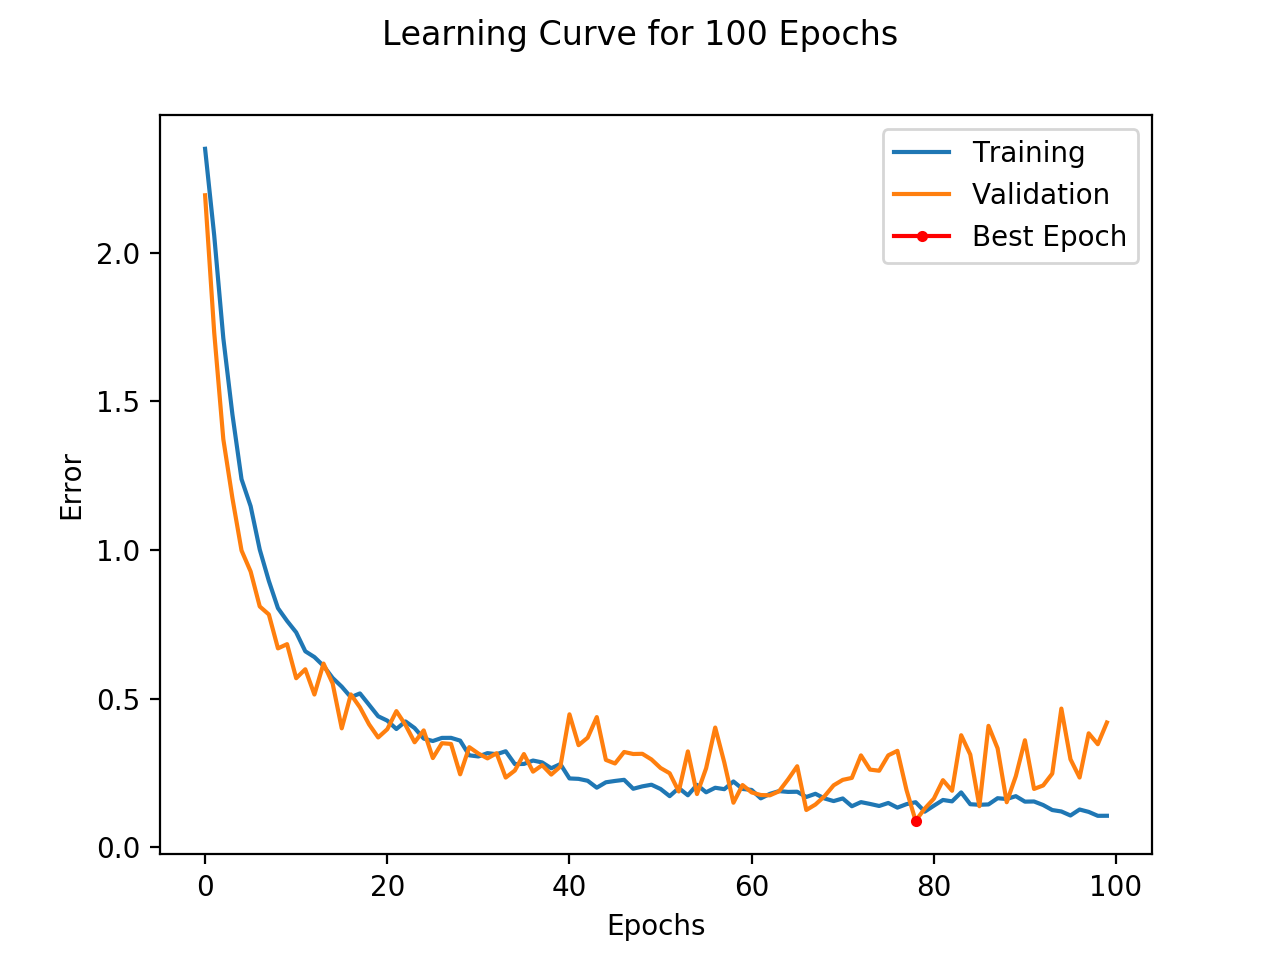 Learning Curve for 100 Epochs
Training
Validation
Best Epoch
2.0
1.5
1.0
0.5
0.0
Error
0 20 40 60 80 100
Epochs